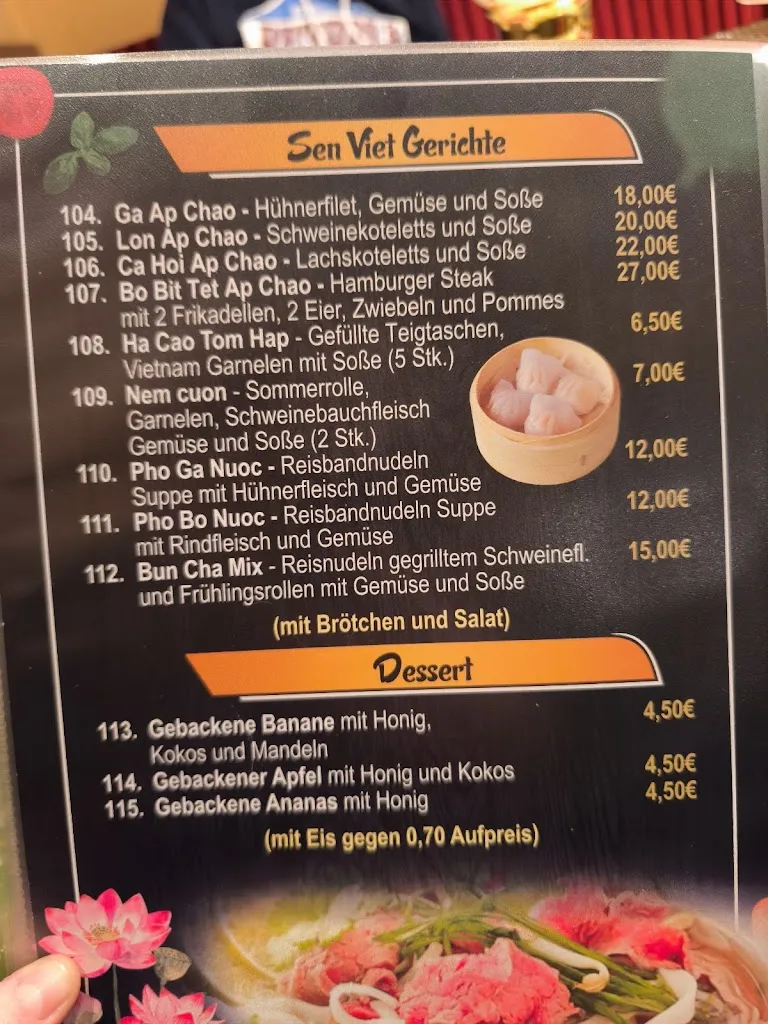 Sen Viet Gerichte
104. Ga Ap Chao - Hühnerfilet, Gemüse und Soße 18,00€
105. Lon Ap Chao - Schweinekoteletts und Soße 20,00€
106. Ca Hoi Ap Chao - Lachskoteletts und Soße 22,00€
107. Bo Bit Tet Ap Chao - Hamburger Steak 27,00€
mit 2 Frikadellen, 2 Eier, Zwiebeln und Pommes
108. Ha Cao Tom Hap - Gefüllte Teigtaschen, 6,50€
Vietnam Garnelen mit Soße (5 Stk.)
109. Nem cuon - Sommerrolle, 7,00€
Garnelen, Schweinebauchfleisch
Gemüse und Soße (2 Stk.)
110. Pho Ga Nuoc - Reisbandnudeln 12,00€
Suppe mit Hühnerfleisch und Gemüse
111. Pho Bo Nuoc - Reisbandnudeln Suppe 12,00€
mit Rindfleisch und Gemüse
112. Bun Cha Mix - Reisnudeln gegrilltem Schweinefl. 15,00€
und Frühlingsrollen mit Gemüse und Soße
(mit Brötchen und Salat)
Dessert
113. Gebackene Banane mit Honig, 4,50€
Kokos und Mandeln
114. Gebackener Apfel mit Honig und Kokos 4,50€
115. Gebackene Ananas mit Honig 4,50€
(mit Eis gegen 0,70 Aufpreis)